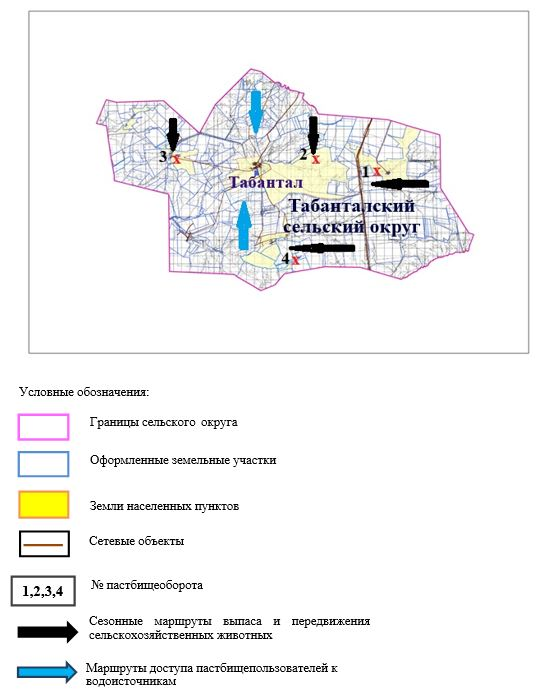 3 x
2 x
1 x
Табантал
Табанталский
сельский округ
4 x
Условные обозначения:
Границы сельского округа
Оформленные земельные участки
Земли населенных пунктов
Сетевые объекты
1,2,3,4
№ пастбищеоборота
Сезонные маршруты выпаса и передвижения
сельскохозяйственных животных
Маршруты доступа пастбищепользователей к
водоисточникам